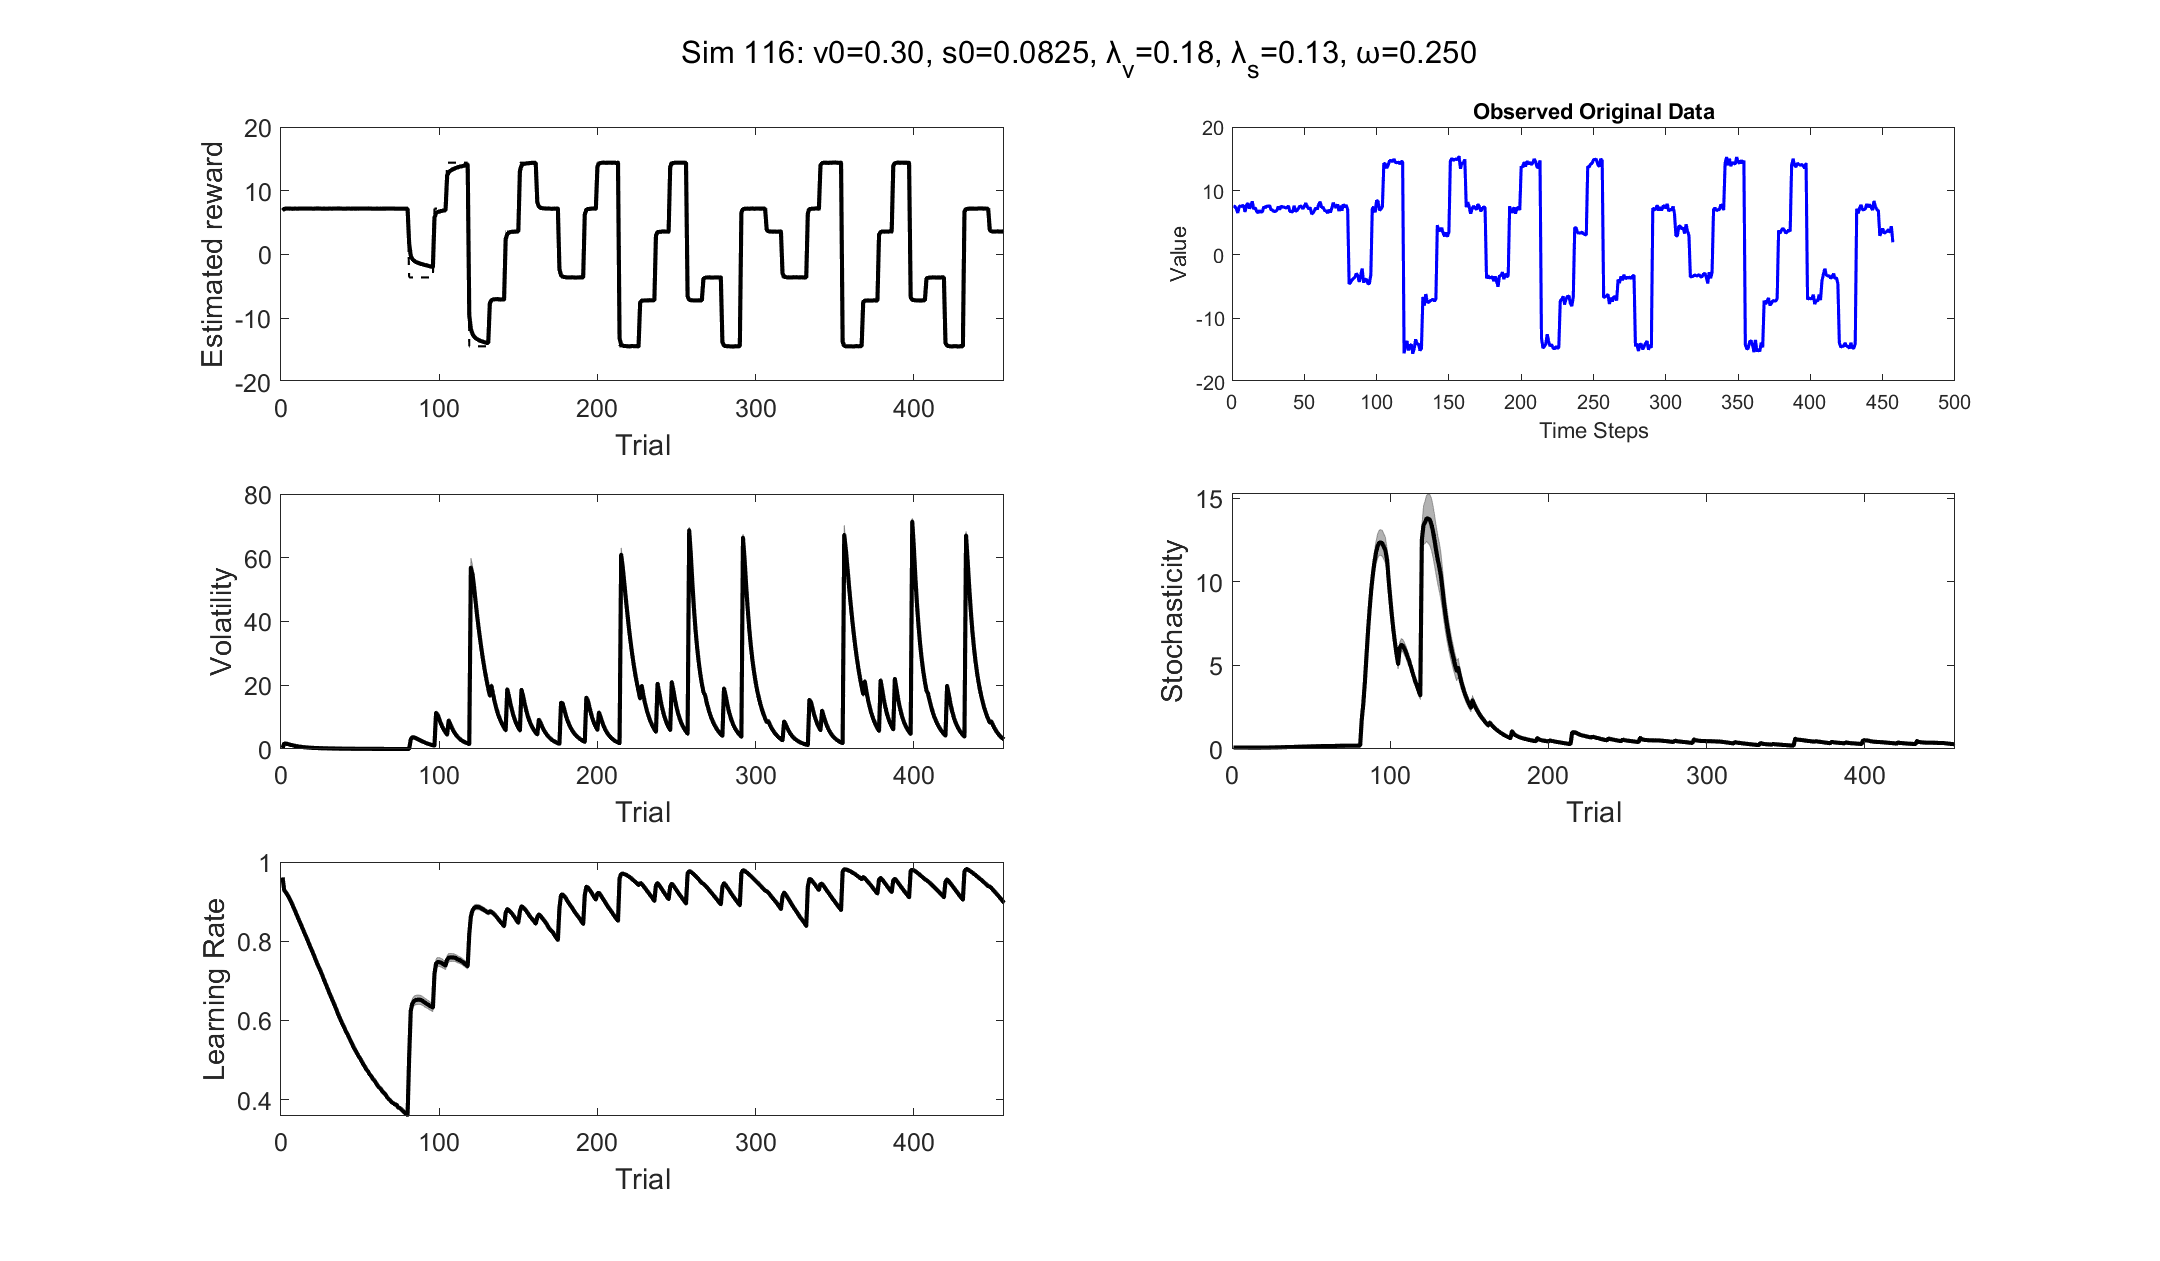 Sim 116: v0=0.30, s0=0.0825, λv=0.18, λs=0.13, ω=0.250
20
10
0
-10
-20
0 100 200 300 400
Estimated reward
Trial
Observed Original Data
20
10
0
-10
-20
0 50 100 150 200 250 300 350 400 450 500
Value
Time Steps
80
60
40
20
0
0 100 200 300 400
Volatility
Trial
15
10
5
0
0 100 200 300 400
Stochasticity
Trial
1
0.8
0.6
0.4
0 100 200 300 400
Learning Rate
Trial